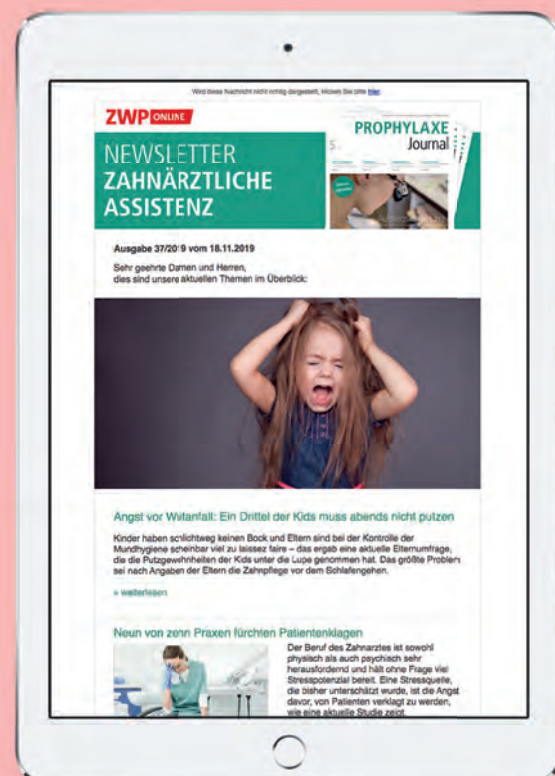 Wird diese Nachricht nicht richtig dargestellt, klicken Sie bitte hier.
ZWP ONLINE
NEWSLETTER
ZAHNÄRZTLICHE
ASSISTENZ
PROPHYLAXE
Journal
Ausgabe 37/2019 vom 18.11.2019
Sehr geehrte Damen und Herren,
dies sind unsere aktuellen Themen im Überblick:
Angst vor Wutanfall: Ein Drittel der Kids muss abends nicht putzen
Kinder haben schlichtweg keinen Bock und Eltern sind bei der Kontrolle der
Mundhygiene scheinbar viel zu laissez faire – das ergab eine aktuelle Elternumfrage,
die die Putzgewohnheiten der Kids unter die Lupe genommen hat. Das größte Problem
sei nach Angaben der Eltern die Zahnpflege vor dem Schlafengehen.
» weiterlesen
Neun von zehn Praxen fürchten Patientenklagen
Der Beruf des Zahnarztes ist sowohl
physisch als auch psychisch sehr
herausfordernd und hält ohne Frage viel
Stresspotenzial bereit. Eine Stressquelle,
die bisher unterschätzt wurde, ist die Angst
davor, von Patienten verklagt zu werden,
wie eine aktuelle Studie zeigt.